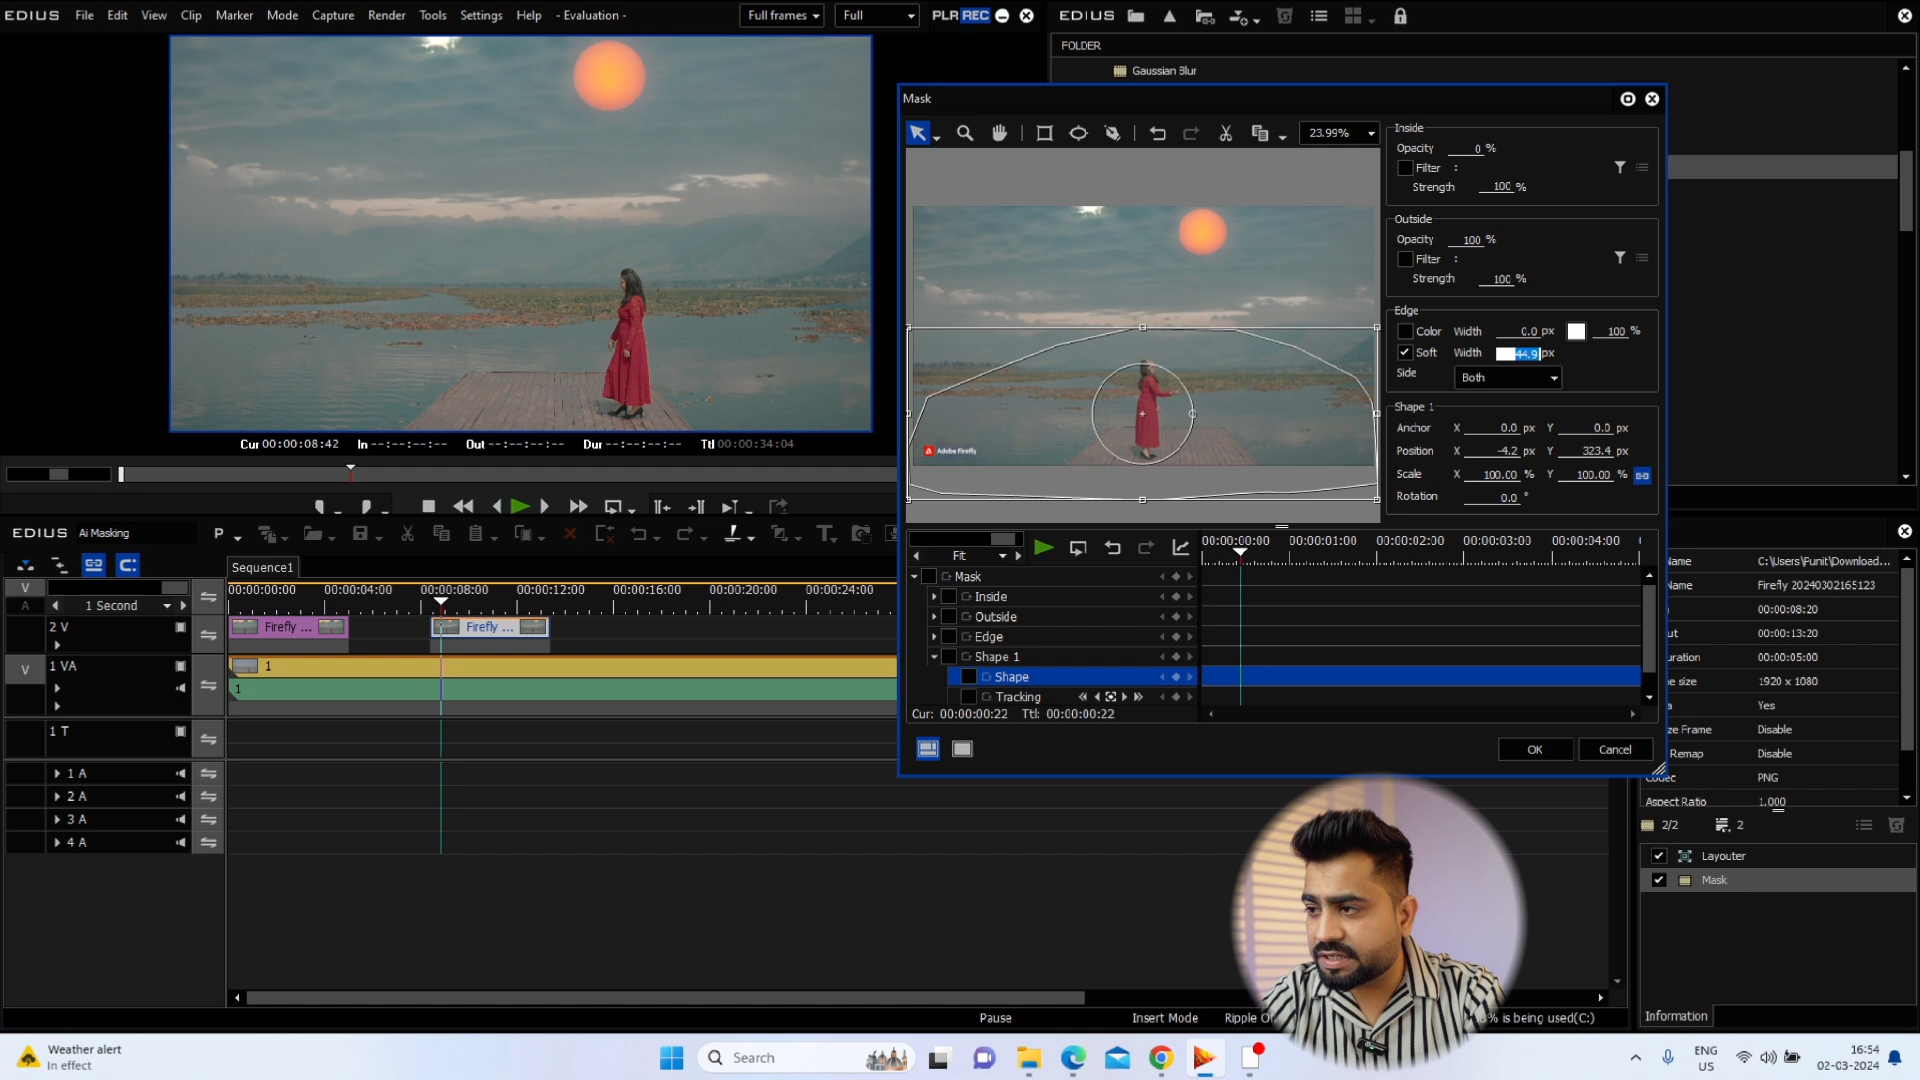 EDIUS File Edit View Clip Marker Mode Capture Render Tools Settings Help - Evaluation - Full frames Full PLR REC
EDIUS
FOLDER
Gaussian Blur
Cur 00:00:08:42 In --:--:--:-- Out --:--:--:-- Dur --:--:--:-- Ttl 00:00:34:04
Mask
23.99%
Adobe Firefly
Inside
Opacity 0 %
Filter :
Strength 100 %
Outside
Opacity 100 %
Filter :
Strength 100 %
Edge
Color Width 0.0 px 100 %
Soft Width 44.9 px
Side Both
Shape 1
Anchor X 0.0 px Y 0.0 px
Position X -4.2 px Y 323.4 px
Scale X 100.00 % Y 100.00 %
Rotation 0.0 °
Fit
00:00:00:00 00:00:01:00 00:00:02:00 00:00:03:00 00:00:04:00
Mask
Inside
Outside
Edge
Shape 1
Shape
Tracking
Cur: 00:00:00:22 Ttl: 00:00:00:22
OK Cancel
EDIUS Ai Masking
P
T
Sequence1
V
A
1 Second
00:00:00:00 00:00:04:00 00:00:08:00 00:00:12:00 00:00:16:00 00:00:20:00 00:00:24:00
2 V
Firefly ... Firefly ...
V
1 VA
1
1
1 T
1 A
2 A
3 A
4 A
Pause Insert Mode Ripple
% is being used(C:)
Name C:\Users\Punit\Download...
Name Firefly 20240302165123
00:00:08:20
00:00:13:20
00:00:05:00
1920 x 1080
Yes
Disable
Remap Disable
PNG
Aspect Ratio 1.000
2/2 2
Layouter
Mask
Information
Weather alert
In effect
Search
ENG
US
16:54
02-03-2024